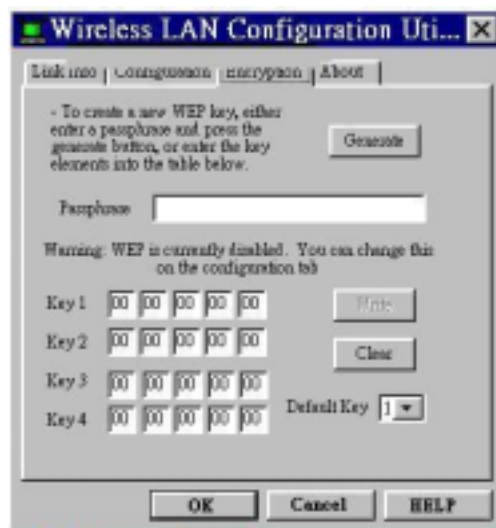 Wireless LAN Configuration Uti...
Link Info Configuration Encryption About
- To create a new WEP key, either
enter a passphrase and press the
generate button, or enter the key
elements into the table below.
Generate
Passphrase
Warning: WEP is currently disabled. You can change this
on the configuration tab
Key 1 00 00 00 00 00
Write
Key 2 00 00 00 00 00
Clear
Key 3 00 00 00 00 00
Default Key 1
Key 4 00 00 00 00 00
OK Cancel HELP